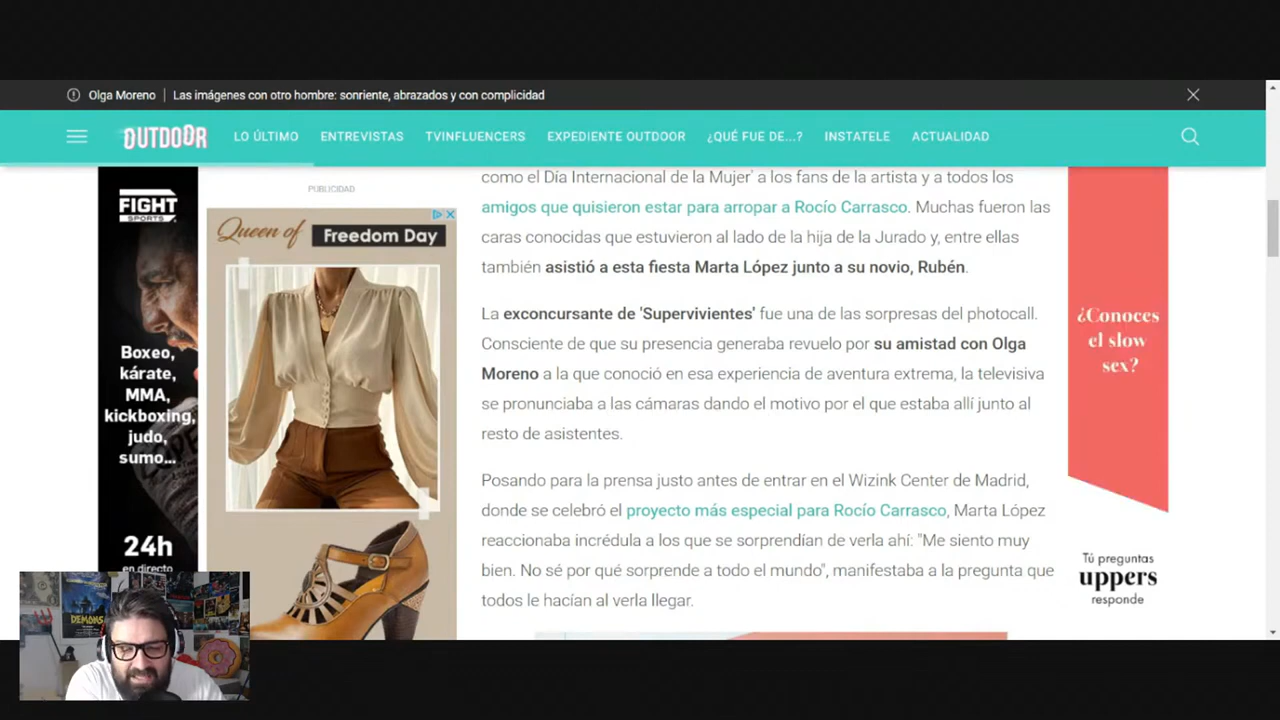 Olga Moreno | Las imágenes con otro hombre: sonriente, abrazados y con complicidad
OUTDOOR
LO ÚLTIMO
ENTREVISTAS
TVINFLUENCERS
EXPEDIENTE OUTDOOR
¿QUÉ FUE DE...?
INSTATELE
ACTUALIDAD
FIGHT
SPORTS
Boxeo,
kárate,
MMA,
kickboxing,
judo,
sumo...
24h
en directo
PUBLICIDAD
Queen of Freedom Day
como el Día Internacional de la Mujer' a los fans de la artista y a todos los
amigos que quisieron estar para arropar a Rocío Carrasco. Muchas fueron las
caras conocidas que estuvieron al lado de la hija de la Jurado y, entre ellas
también asistió a esta fiesta Marta López junto a su novio, Rubén.
La exconcursante de 'Supervivientes' fue una de las sorpresas del photocall.
Consciente de que su presencia generaba revuelo por su amistad con Olga
Moreno a la que conoció en esa experiencia de aventura extrema, la televisiva
se pronunciaba a las cámaras dando el motivo por el que estaba allí junto al
resto de asistentes.
Posando para la prensa justo antes de entrar en el Wizink Center de Madrid,
donde se celebró el proyecto más especial para Rocío Carrasco, Marta López
reaccionaba incrédula a los que se sorprendían de verla ahí: "Me siento muy
bien. No sé por qué sorprende a todo el mundo", manifestaba a la pregunta que
todos le hacían al verla llegar.
¿Conoces
el slow
sex?
Tú preguntas
uppers
responde
DEMONS